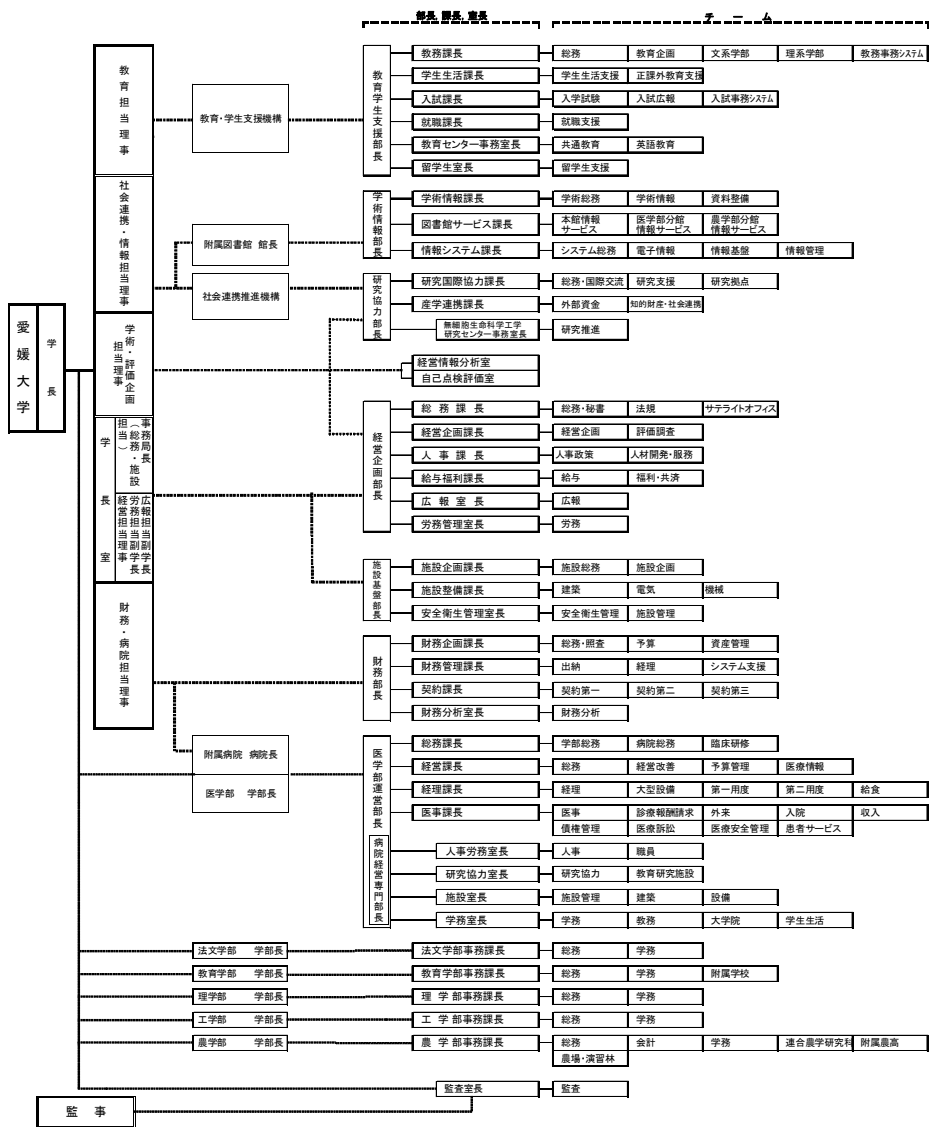 部長、課長、室長
チーム
愛媛大学
学長
教育担当理事
社会連携・情報担当理事
学術・評価企画担当理事
学長室
事務局長（総務・施設担当）
広報担当副学長
労務担当副学長
経営担当理事
財務・病院担当理事
教育・学生支援機構
教育学生支援部長
教務課長 総務 教育企画 文系学部 理系学部 教務事務システム
学生生活課長 学生生活支援 正課外教育支援
入試課長 入学試験 入試広報 入試事務システム
就職課長 就職支援
教育センター事務室長 共通教育 英語教育
留学生室長 留学生支援
附属図書館 館長
学術情報部長
学術情報課長 学術総務 学術情報 資料整備
図書館サービス課長 本館情報サービス 医学部分館情報サービス 農学部分館情報サービス
情報システム課長 システム総務 電子情報 情報基盤 情報管理
社会連携推進機構
研究協力部長
研究国際協力課長 総務・国際交流 研究支援 研究拠点
産学連携課長 外部資金 知的財産・社会連携
無細胞生命科学工学研究センター事務室長 研究推進
経営情報分析室
自己点検評価室
経営企画部長
総務課長 総務・秘書 法規 サテライトオフィス
経営企画課長 経営企画 評価調査
人事課長 人事政策 人材開発・服務
給与福利課長 給与 福利・共済
広報室長 広報
労務管理室長 労務
施設基盤部長
施設企画課長 施設総務 施設企画
施設整備課長 建築 電気 機械
安全衛生管理室長 安全衛生管理 施設管理
財務部長
財務企画課長 総務・照査 予算 資産管理
財務管理課長 出納 経理 システム支援
契約課長 契約第一 契約第二 契約第三
財務分析室長 財務分析
附属病院 病院長
医学部 学部長
医学部運営部長
総務課長 学部総務 病院総務 臨床研修
経営課長 総務 経営改善 予算管理 医療情報
経理課長 経理 大型設備 第一用度 第二用度 給食
医事課長 医事 診療報酬請求 外来 入院 収入
債権管理 医療訴訟 医療安全管理 患者サービス
病院経営専門部長
人事労務室長 人事 職員
研究協力室長 研究協力 教育研究施設
施設室長 施設管理 建築 設備
学務室長 学務 教務 大学院 学生生活
法文学部 学部長 法文学部事務課長 総務 学務
教育学部 学部長 教育学部事務課長 総務 学務 附属学校
理学部 学部長 理学部事務課長 総務 学務
工学部 学部長 工学部事務課長 総務 学務
農学部 学部長 農学部事務課長 総務 会計 学務 連合農学研究科 附属農高
農場・演習林
監査室長 監査
監事